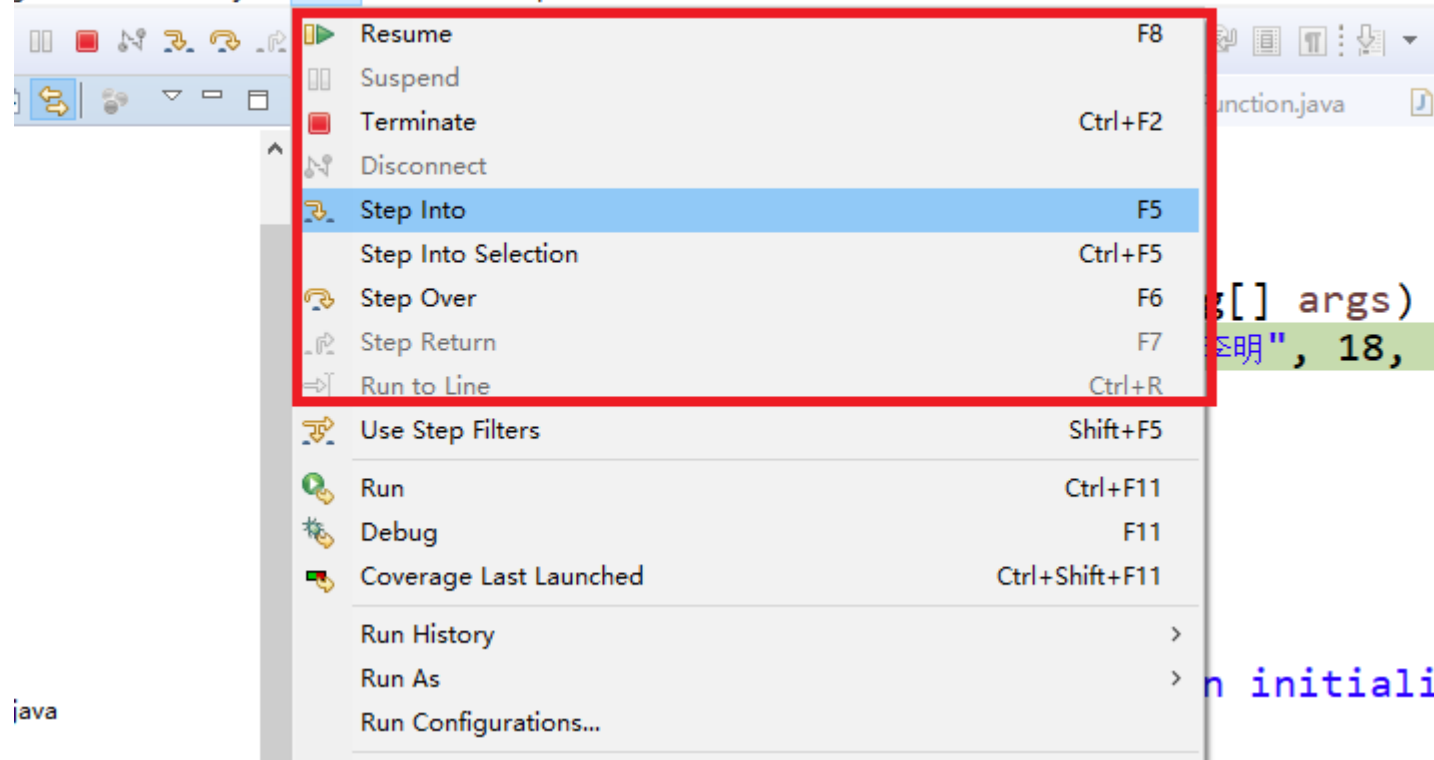 Resume F8
Suspend
Terminate Ctrl+F2
unction.java
Disconnect
Step Into F5
Step Into Selection Ctrl+F5
Step Over F6
g[] args)
Step Return F7
李明", 18,
Run to Line Ctrl+R
Use Step Filters Shift+F5
Run Ctrl+F11
Debug F11
Coverage Last Launched Ctrl+Shift+F11
Run History
Run As
n initiali
java
Run Configurations...